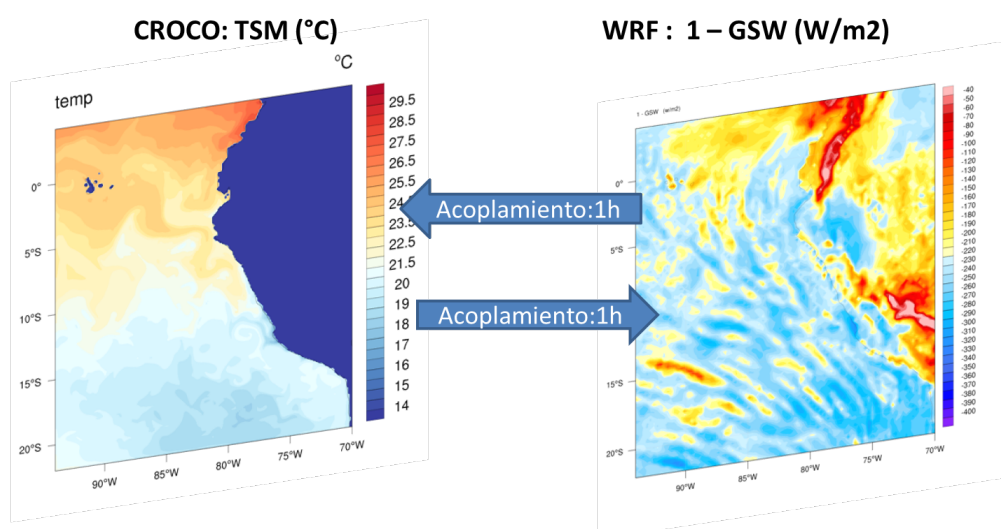 CROCO: TSM (°C)
WRF : 1 – GSW (W/m2)
°C
temp
29.5
28.5
27.5
26.5
25.5
24
23.5
22.5
21.5
20
19
18
17
16
15
14
0°
5°S
10°S
15°S
20°S
90°W
85°W
80°W
75°W
70°W
Acoplamiento:1h
Acoplamiento:1h
1 - GSW (w/m2)
0°
5°S
15°S
20°S
90°W
85°W
80°W
75°W
70°W
-40
-50
-60
-70
-80
-90
-100
-110
-120
-130
-140
-150
-160
-170
-180
-190
-200
-210
-220
-230
-240
-250
-260
-270
-280
-290
-300
-310
-320
-330
-340
-350
-360
-370
-380
-390
-400